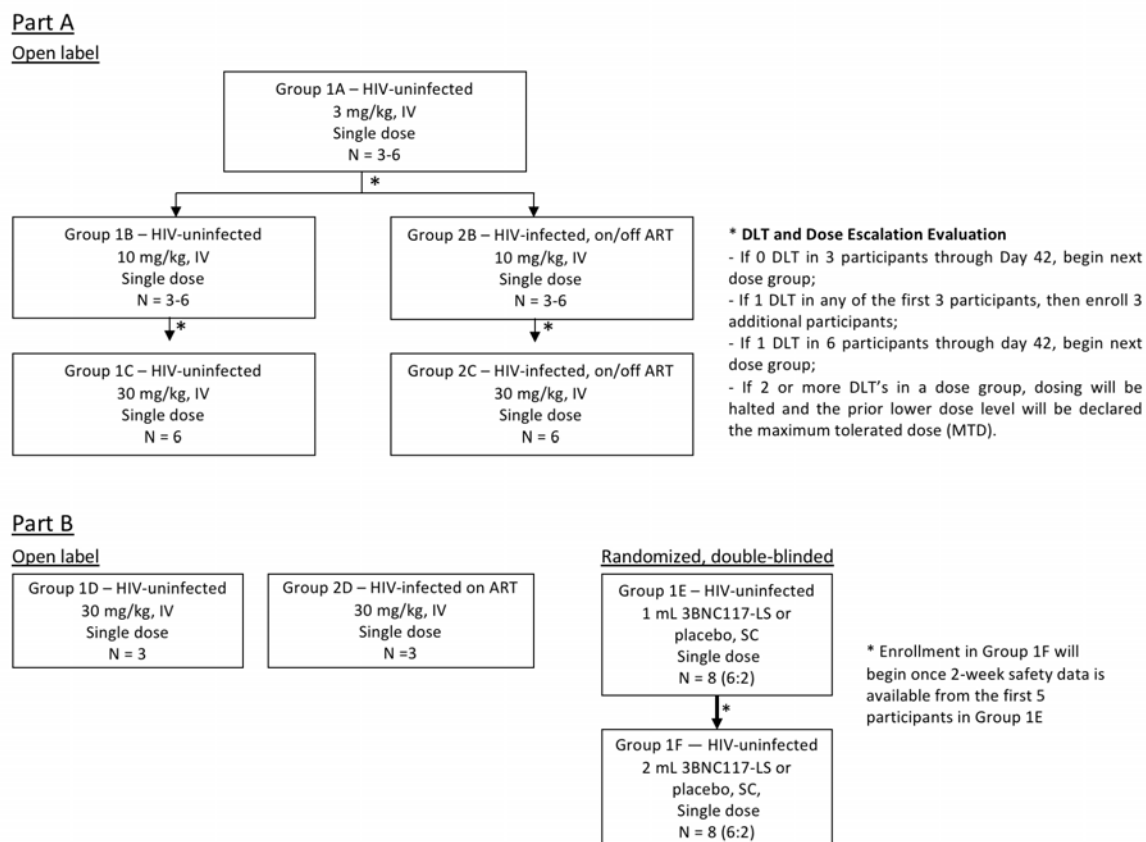 Part A
Open label
Group 1A – HIV-uninfected
3 mg/kg, IV
Single dose
N = 3-6
*
Group 1B – HIV-uninfected
10 mg/kg, IV
Single dose
N = 3-6
*
Group 2B – HIV-infected, on/off ART
10 mg/kg, IV
Single dose
N = 3-6
*
Group 1C – HIV-uninfected
30 mg/kg, IV
Single dose
N = 6
Group 2C – HIV-infected, on/off ART
30 mg/kg, IV
Single dose
N = 6
* DLT and Dose Escalation Evaluation
- If 0 DLT in 3 participants through Day 42, begin next
dose group;
- If 1 DLT in any of the first 3 participants, then enroll 3
additional participants;
- If 1 DLT in 6 participants through day 42, begin next
dose group;
- If 2 or more DLT's in a dose group, dosing will be
halted and the prior lower dose level will be declared
the maximum tolerated dose (MTD).
Part B
Open label
Group 1D – HIV-uninfected
30 mg/kg, IV
Single dose
N = 3
Group 2D – HIV-infected on ART
30 mg/kg, IV
Single dose
N =3
Randomized, double-blinded
Group 1E – HIV-uninfected
1 mL 3BNC117-LS or
placebo, SC
Single dose
N = 8 (6:2)
*
Group 1F — HIV-uninfected
2 mL 3BNC117-LS or
placebo, SC,
Single dose
N = 8 (6:2)
* Enrollment in Group 1F will
begin once 2-week safety data is
available from the first 5
participants in Group 1E